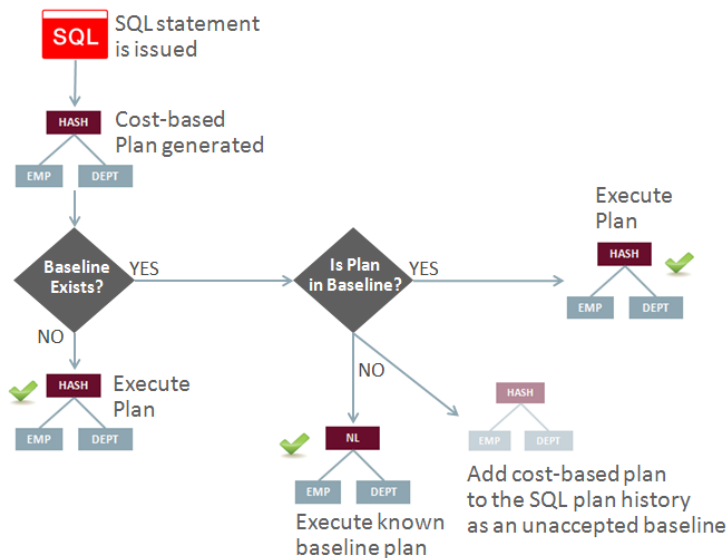 SQL
SQL statement
is issued
HASH
Cost-based
Plan generated
EMP
DEPT
Baseline
Exists?
YES
Is Plan
in Baseline?
YES
Execute
Plan
HASH
EMP
DEPT
NO
HASH
Execute
Plan
EMP
DEPT
NO
NL
EMP
DEPT
Execute known
baseline plan
HASH
EMP
DEPT
Add cost-based plan
to the SQL plan history
as an unaccepted baseline